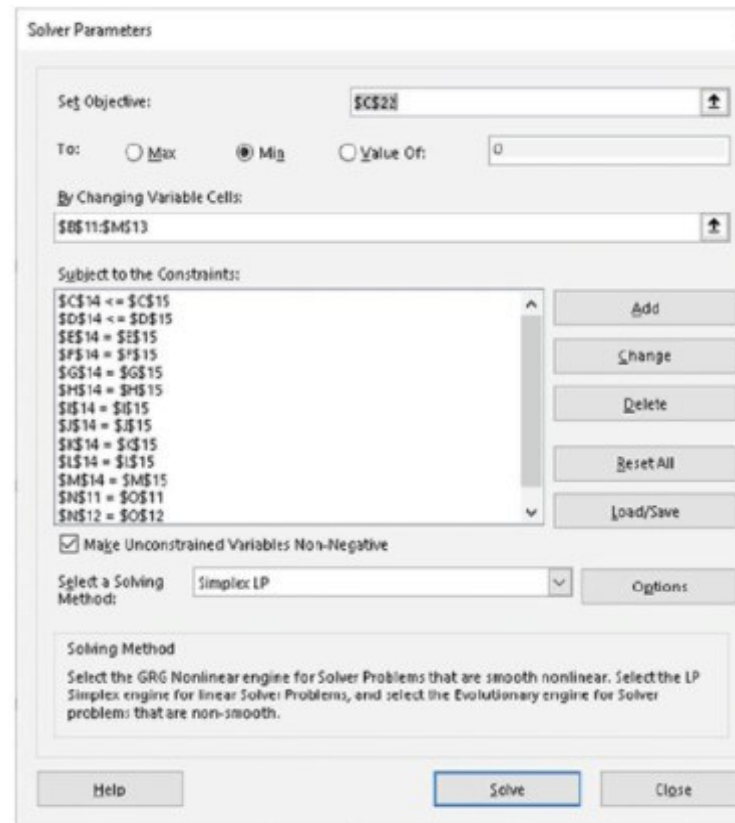 Solver Parameters
Set Objective:
$C$22
To:
Max
Min
Value Of:
0
By Changing Variable Cells:
$B$11:$M$13
Subject to the Constraints:
$C$14 <= $C$15
$D$14 <= $D$15
$E$14 = $E$15
$F$14 = $F$15
$G$14 = $G$15
$H$14 = $H$15
$I$14 = $I$15
$J$14 = $J$15
$K$14 = $K$15
$L$14 = $L$15
$M$14 = $M$15
$N$11 = $O$11
$N$12 = $O$12
Add
Change
Delete
Reset All
Load/Save
Make Unconstrained Variables Non-Negative
Select a Solving
Method:
Simplex LP
Options
Solving Method
Select the GRG Nonlinear engine for Solver Problems that are smooth nonlinear. Select the LP
Simplex engine for linear Solver Problems, and select the Evolutionary engine for Solver
problems that are non-smooth.
Help
Solve
Close